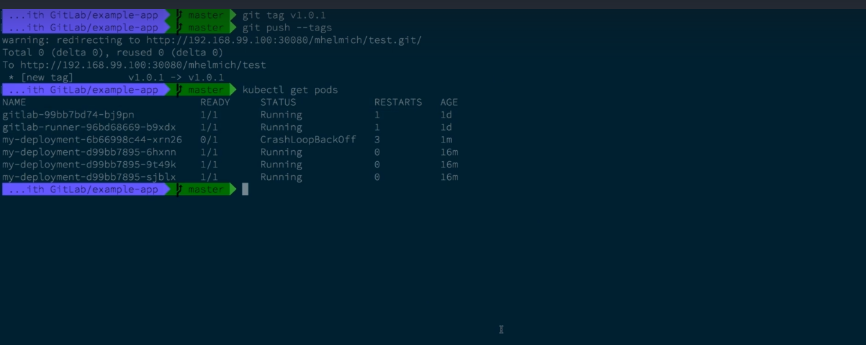 ...ith GitLab/example-app master git tag v1.0.1
...ith GitLab/example-app master git push --tags
warning: redirecting to http://192.168.99.100:30080/mhelmich/test.git/
Total 0 (delta 0), reused 0 (delta 0)
To http://192.168.99.100:30080/mhelmich/test
* [new tag] v1.0.1 -> v1.0.1
...ith GitLab/example-app master kubectl get pods
NAME READY STATUS RESTARTS AGE
gitlab-99bb7bd74-bj9pn 1/1 Running 1 1d
gitlab-runner-96bd68669-b9xdx 1/1 Running 1 1d
my-deployment-6b66998c44-xrn26 0/1 CrashLoopBackOff 3 1m
my-deployment-d99bb7895-6hxnn 1/1 Running 0 16m
my-deployment-d99bb7895-9t49k 1/1 Running 0 16m
my-deployment-d99bb7895-sjblx 1/1 Running 0 16m
...ith GitLab/example-app master